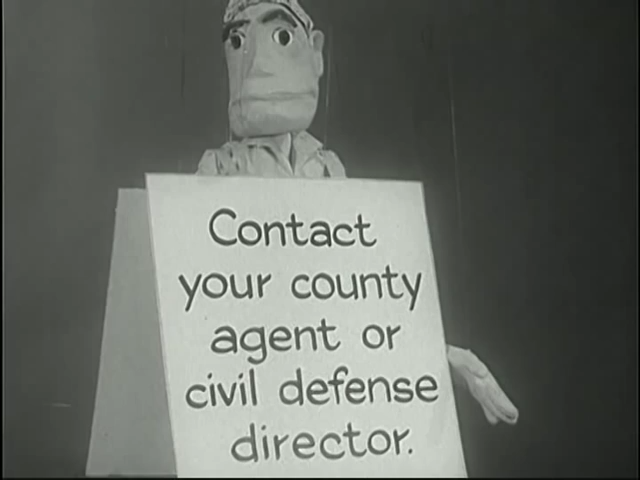 Contact
your county
agent or
civil defense
director.